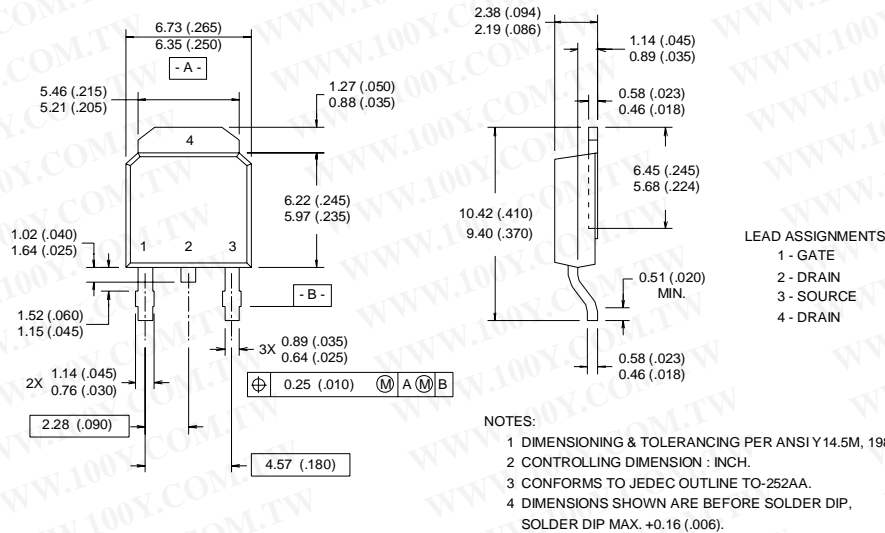 6.73 (.265)
6.35 (.250)
- A -
5.46 (.215)
5.21 (.205)
1.27 (.050)
0.88 (.035)
4
6.22 (.245)
5.97 (.235)
1.02 (.040)
1.64 (.025)
1 2 3
1.52 (.060)
1.15 (.045)
- B -
3X 0.89 (.035)
0.64 (.025)
2X 1.14 (.045)
0.76 (.030)
0.25 (.010) M A M B
2.28 (.090)
4.57 (.180)
2.38 (.094)
2.19 (.086)
1.14 (.045)
0.89 (.035)
0.58 (.023)
0.46 (.018)
6.45 (.245)
5.68 (.224)
10.42 (.410)
9.40 (.370)
0.51 (.020)
MIN.
0.58 (.023)
0.46 (.018)
LEAD ASSIGNMENTS
1 - GATE
2 - DRAIN
3 - SOURCE
4 - DRAIN
NOTES:
1 DIMENSIONING & TOLERANCING PER ANSI Y14.5M, 198
2 CONTROLLING DIMENSION : INCH.
3 CONFORMS TO JEDEC OUTLINE TO-252AA.
4 DIMENSIONS SHOWN ARE BEFORE SOLDER DIP,
SOLDER DIP MAX. +0.16 (.006).
WWW.100Y.COM.TW